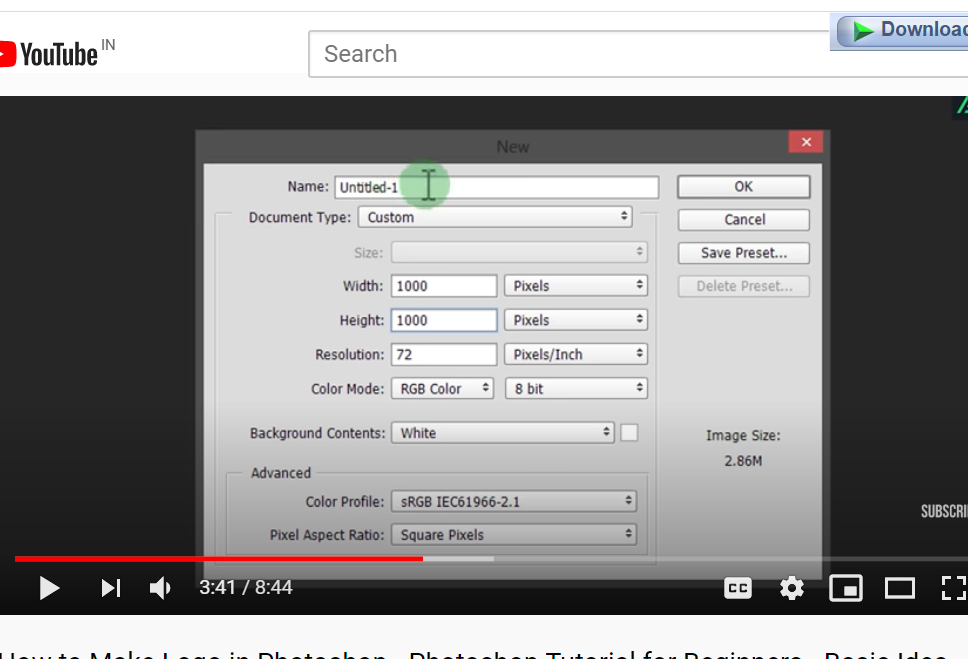 YouTube IN
Search
Download
New
Name: Untitled-1
OK
Document Type: Custom
Cancel
Size:
Save Preset...
Width: 1000 Pixels
Delete Preset...
Height: 1000 Pixels
Resolution: 72 Pixels/Inch
Color Mode: RGB Color 8 bit
Background Contents: White
Image Size:
2.86M
Advanced
Color Profile: sRGB IEC61966-2.1
SUBSCRI
Pixel Aspect Ratio: Square Pixels
3:41 / 8:44
CC
How to Make Logo in Photoshop - Photoshop Tutorial for Beginners - Basic Idea